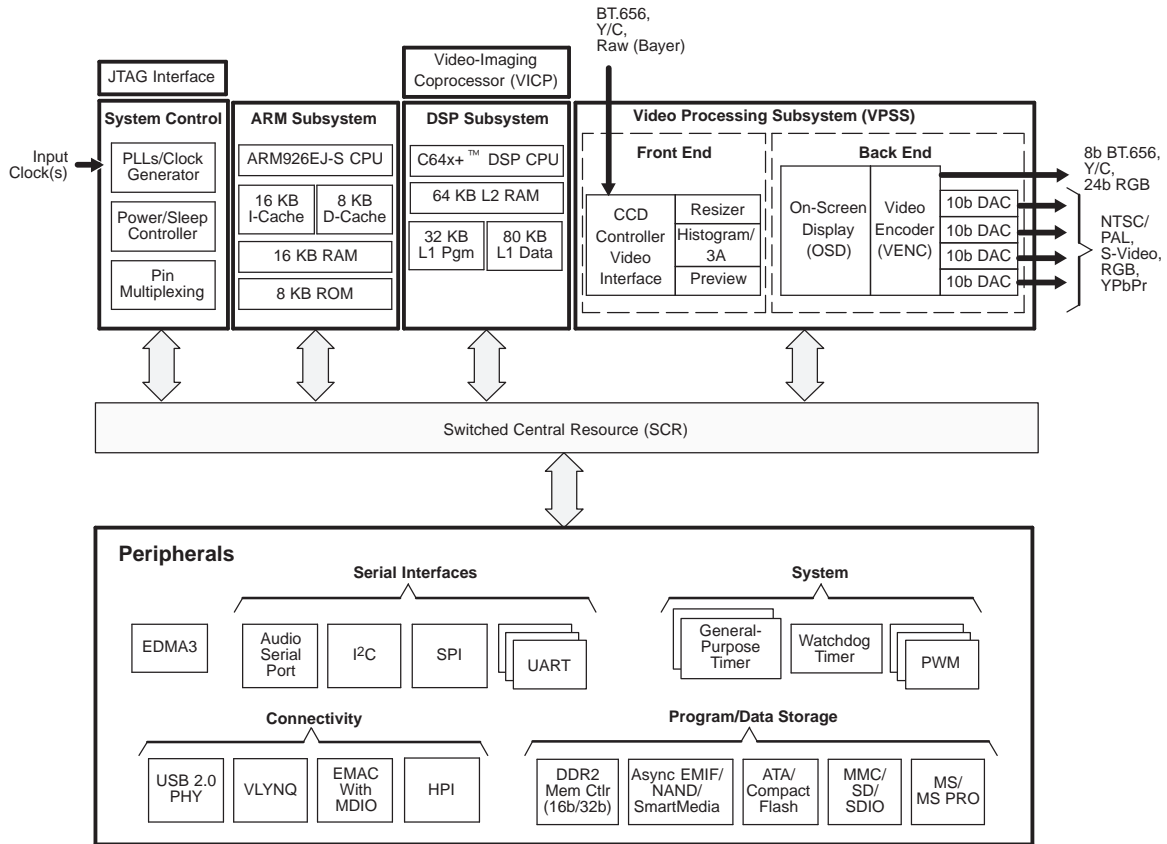 BT.656,
Y/C,
Raw (Bayer)
JTAG Interface
Video-Imaging
Coprocessor (VICP)
System Control
ARM Subsystem
DSP Subsystem
Video Processing Subsystem (VPSS)
Input
Clock(s)
PLLs/Clock
Generator
Power/Sleep
Controller
Pin
Multiplexing
ARM926EJ-S CPU
16 KB
I-Cache
8 KB
D-Cache
16 KB RAM
8 KB ROM
C64x+™ DSP CPU
64 KB L2 RAM
32 KB
L1 Pgm
80 KB
L1 Data
Front End
CCD
Controller
Video
Interface
Resizer
Histogram/
3A
Preview
Back End
On-Screen
Display
(OSD)
Video
Encoder
(VENC)
10b DAC
10b DAC
10b DAC
10b DAC
8b BT.656,
Y/C,
24b RGB
NTSC/
PAL,
S-Video,
RGB,
YPbPr
Switched Central Resource (SCR)
Peripherals
Serial Interfaces
System
EDMA3
Audio
Serial
Port
I²C
SPI
UART
General-
Purpose
Timer
Watchdog
Timer
PWM
Connectivity
Program/Data Storage
USB 2.0
PHY
VLYNQ
EMAC
With
MDIO
HPI
DDR2
Mem Ctlr
(16b/32b)
Async EMIF/
NAND/
SmartMedia
ATA/
Compact
Flash
MMC/
SD/
SDIO
MS/
MS PRO